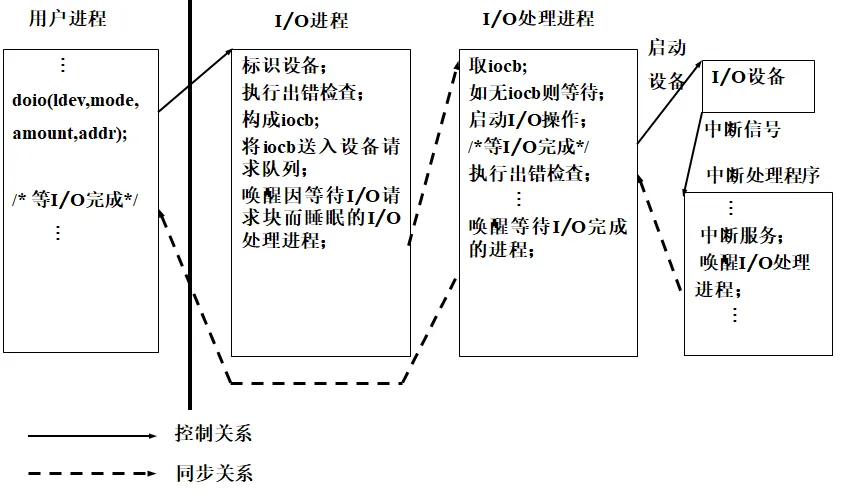 用户进程
⋮
doio(ldev,mode,
amount,addr);
/* 等I/O完成*/
⋮
I/O进程
标识设备；
执行出错检查；
构成iocb;
将iocb送入设备请
求队列；
唤醒因等待I/O请
求块而睡眠的I/O
处理进程；
I/O处理进程
取iocb;
如无iocb则等待；
启动I/O操作；
/*等I/O完成*/
执行出错检查；
⋮
唤醒等待I/O完成
的进程；
启动
设备
I/O设备
中断信号
中断处理程序
⋮
中断服务；
唤醒I/O处理
进程；
⋮
控制关系
同步关系